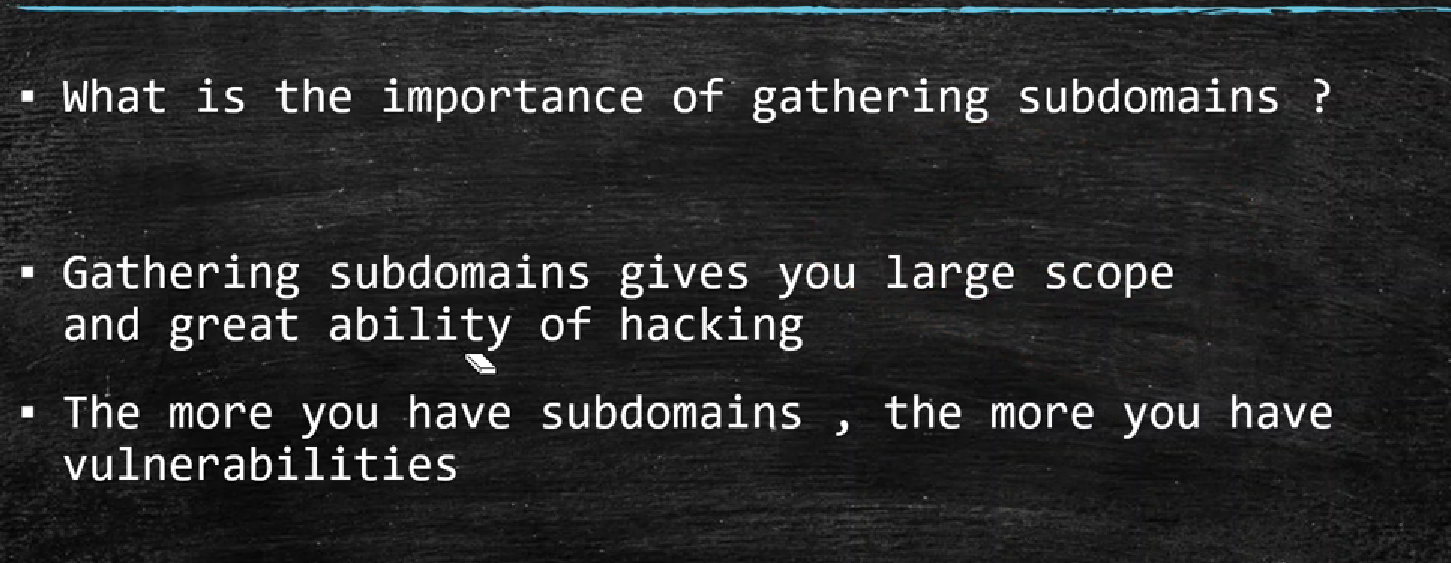 ▪ What is the importance of gathering subdomains ?
▪ Gathering subdomains gives you large scope
and great ability of hacking
▪ The more you have subdomains , the more you have
vulnerabilities